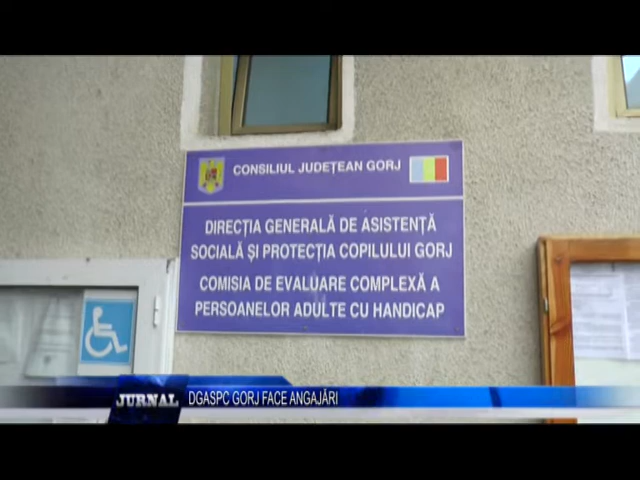 CONSILIUL JUDEȚEAN GORJ
DIRECȚIA GENERALĂ DE ASISTENȚĂ
SOCIALĂ ȘI PROTECȚIA COPILULUI GORJ
COMISIA DE EVALUARE COMPLEXĂ A
PERSOANELOR ADULTE CU HANDICAP
JURNAL
DGASPC GORJ FACE ANGAJĂRI